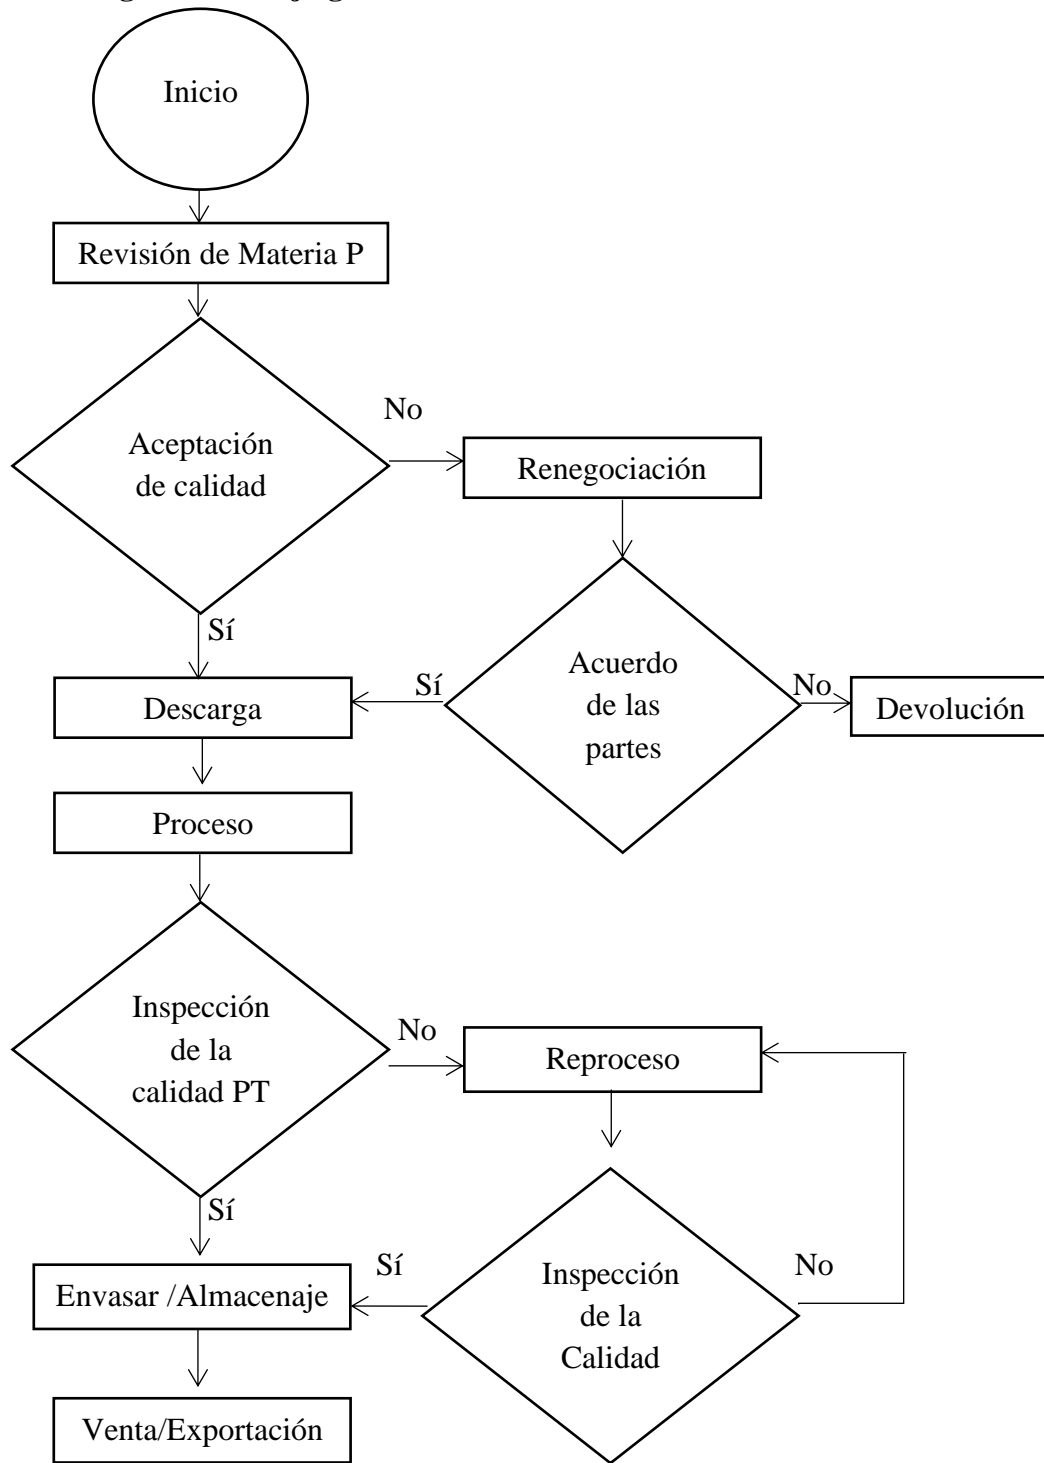 Inicio
Revisión de Materia P
No
Aceptación
de calidad
Renegociación
Sí
Acuerdo
de las
partes
Sí
No
Descarga
Devolución
Proceso
Inspección
de la
calidad PT
No
Reproceso
Sí
Envasar /Almacenaje
Sí
Inspección
de la
Calidad
No
Venta/Exportación